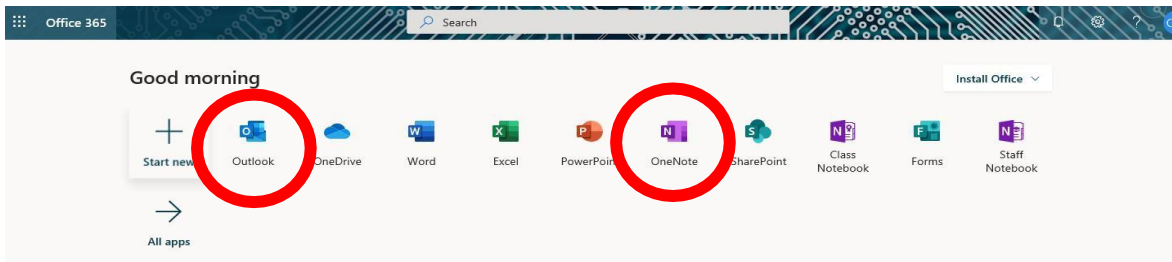 Office 365
Search
Good morning
Install Office
Start new
Outlook
OneDrive
Word
Excel
PowerPoint
OneNote
SharePoint
Class
Notebook
Forms
Staff
Notebook
All apps